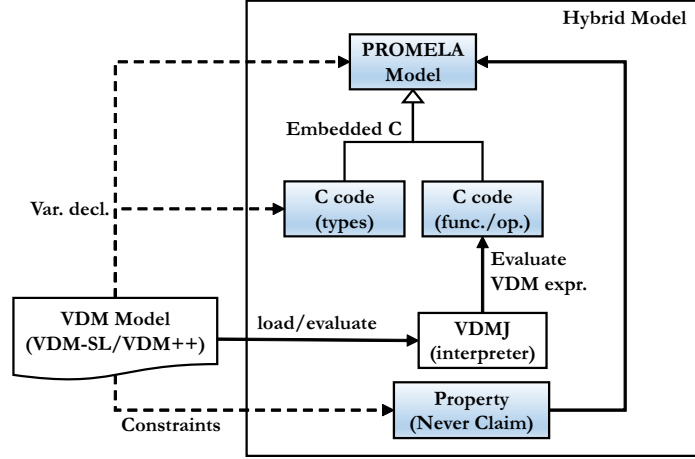 Hybrid Model
PROMELA
Model
Embedded C
C code
(types)
C code
(func./op.)
Var. decl.
Evaluate
VDM expr.
VDM Model
(VDM-SL/VDM++)
load/evaluate
VDMJ
(interpreter)
Property
(Never Claim)
Constraints